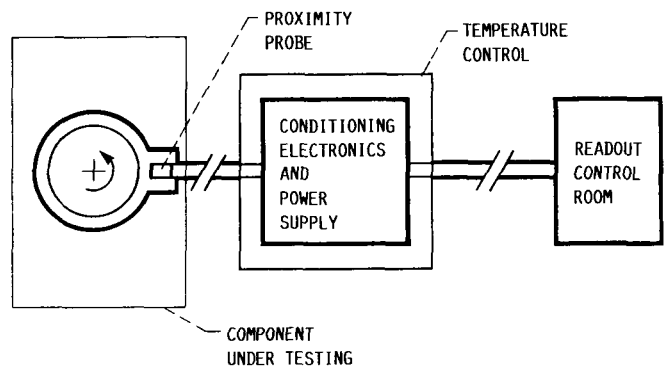 PROXIMITY
PROBE
TEMPERATURE
CONTROL
CONDITIONING
ELECTRONICS
AND
POWER
SUPPLY
READOUT
CONTROL
ROOM
COMPONENT
UNDER TESTING